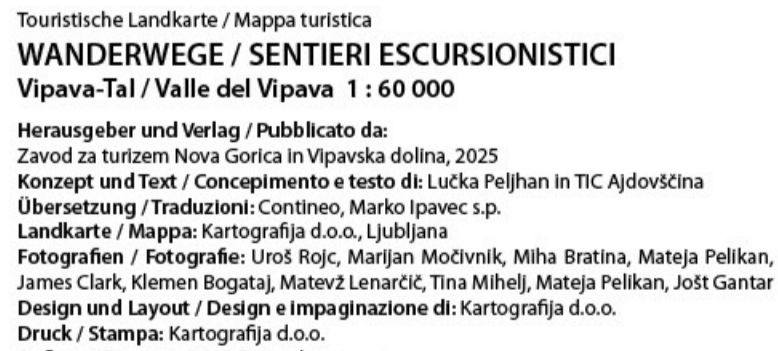 Touristische Landkarte / Mappa turistica
WANDERWEGE / SENTIERI ESCURSIONISTICI
Vipava-Tal / Valle del Vipava 1 : 60 000
Herausgeber und Verlag / Pubblicato da:
Zavod za turizem Nova Gorica in Vipavska dolina, 2025
Konzept und Text / Concepimento e testo di: Lučka Peljhan in TIC Ajdovščina
Übersetzung / Traduzioni: Contineo, Marko Ipavec s.p.
Landkarte / Mappa: Kartografija d.o.o., Ljubljana
Fotografien / Fotografie: Uroš Rojc, Marijan Močivnik, Miha Bratina, Mateja Pelikan,
James Clark, Klemen Bogataj, Matevž Lenarčič, Tina Mihelj, Mateja Pelikan, Jošt Gantar
Design und Layout / Design e impaginazione di: Kartografija d.o.o.
Druck / Stampa: Kartografija d.o.o.